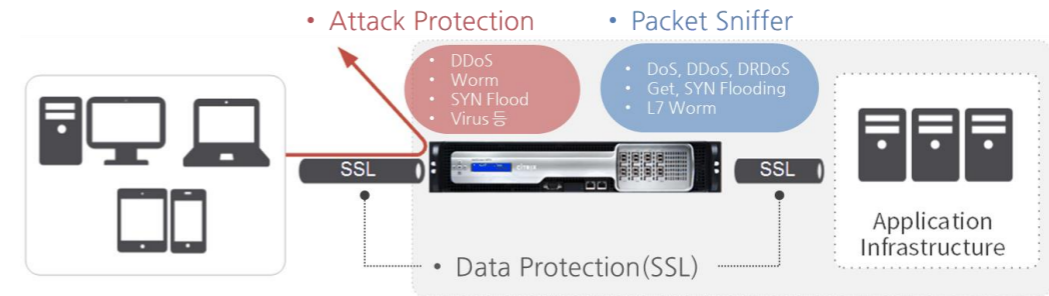 • Attack Protection
• Packet Sniffer
• DDoS
• Worm
• SYN Flood
• Virus 등
• DoS, DDoS, DRDoS
• Get, SYN Flooding
• L7 Worm
SSL
SSL
Application
Infrastructure
• Data Protection(SSL)